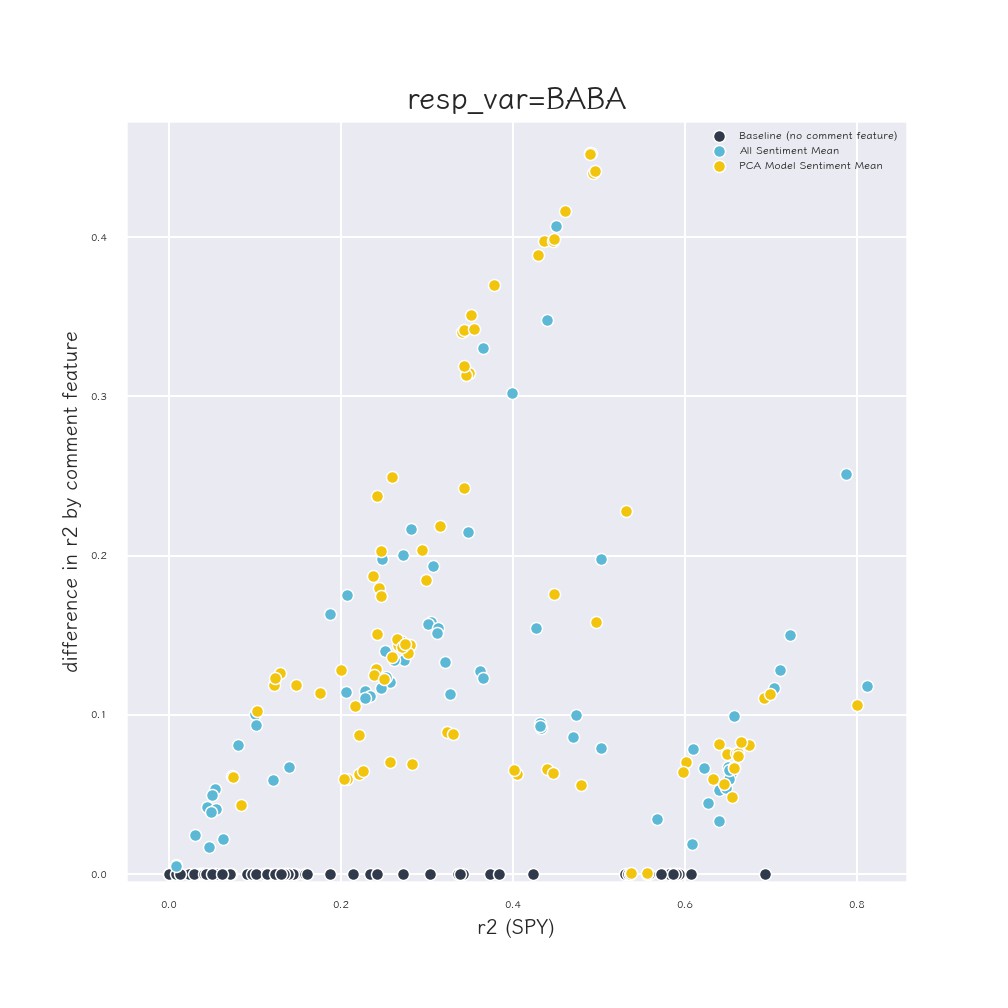 resp_var=BABA
Baseline (no comment feature)
All Sentiment Mean
PCA Model Sentiment Mean
difference in r2 by comment feature
0.4
0.3
0.2
0.1
0.0
0.0 0.2 0.4 0.6 0.8
r2 (SPY)